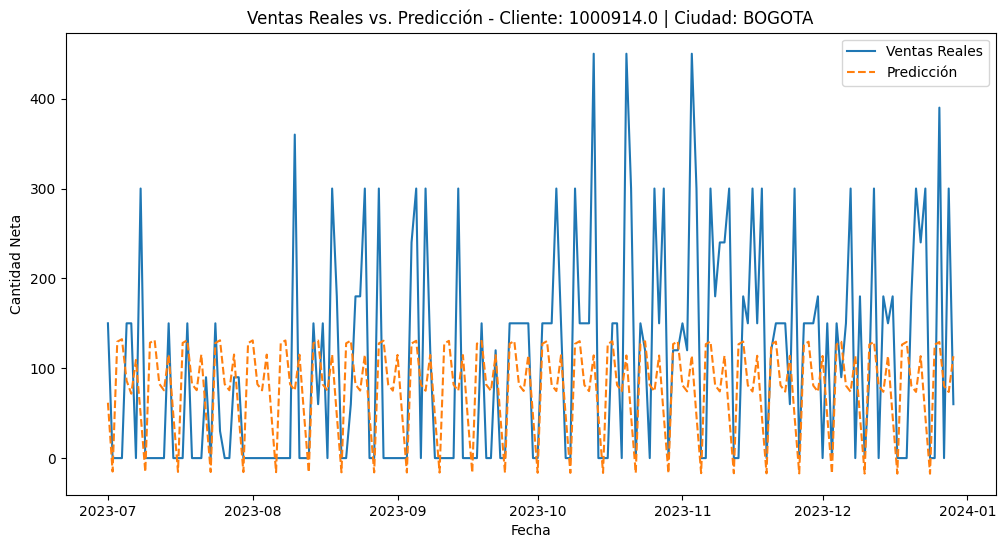 Ventas Reales vs. Predicción - Cliente: 1000914.0 | Ciudad: BOGOTA
Ventas Reales
Predicción
Cantidad Neta
400
300
200
100
0
2023-07
2023-08
2023-09
2023-10
2023-11
2023-12
2024-01
Fecha